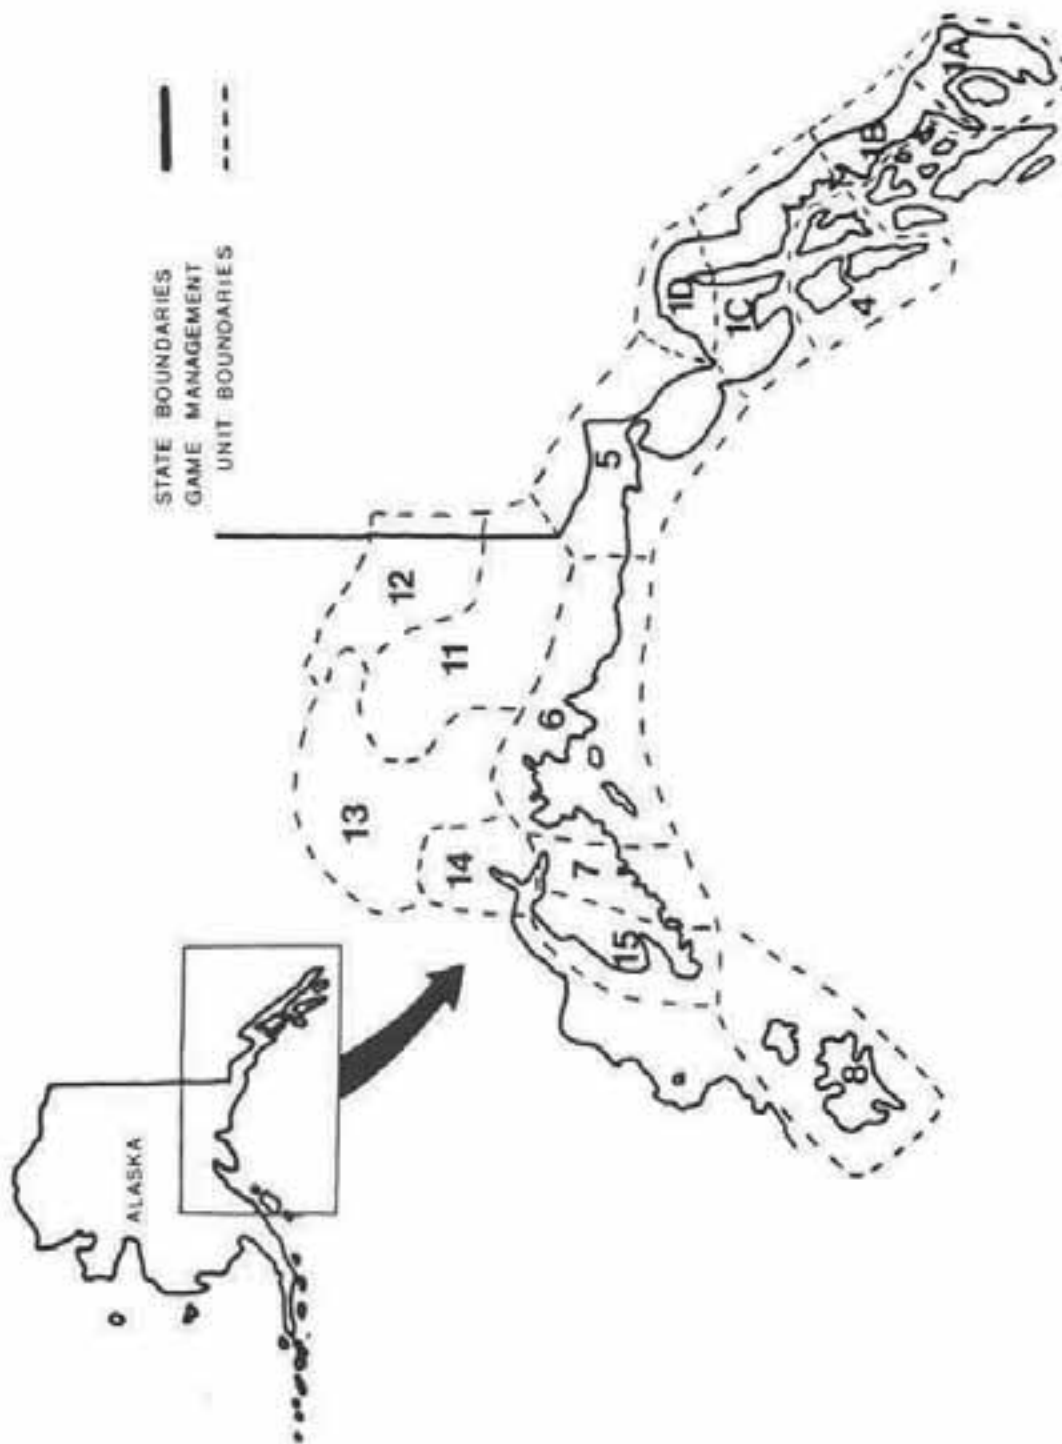 STATE BOUNDARIES
GAME MANAGEMENT
UNIT BOUNDARIES
ALASKA
12
11
13
14
6
7
15
8
5
1D
1C
4
1B
1A